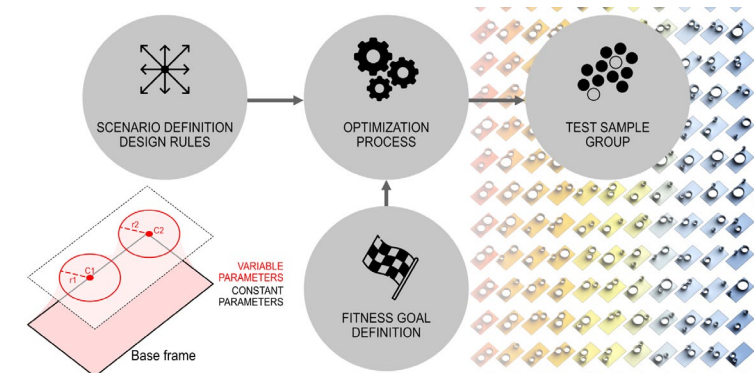 SCENARIO DEFINITION
DESIGN RULES
OPTIMIZATION
PROCESS
TEST SAMPLE
GROUP
r2
C2
C1
r1
VARIABLE
PARAMETERS
CONSTANT
PARAMETERS
Base frame
FITNESS GOAL
DEFINITION